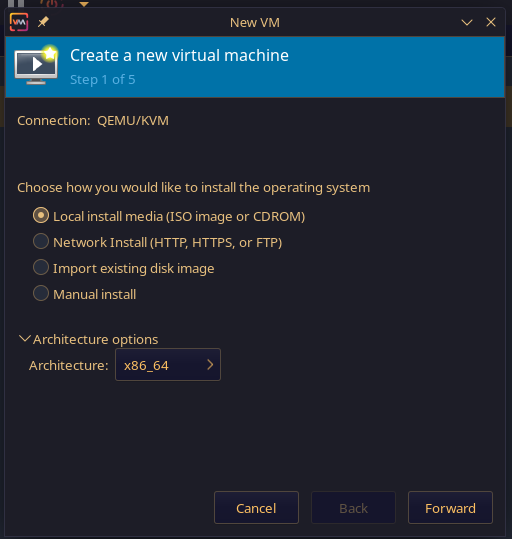 New VM
Create a new virtual machine
Step 1 of 5
Connection: QEMU/KVM
Choose how you would like to install the operating system
Local install media (ISO image or CDROM)
Network Install (HTTP, HTTPS, or FTP)
Import existing disk image
Manual install
Architecture options
Architecture: x86_64
Cancel Back Forward